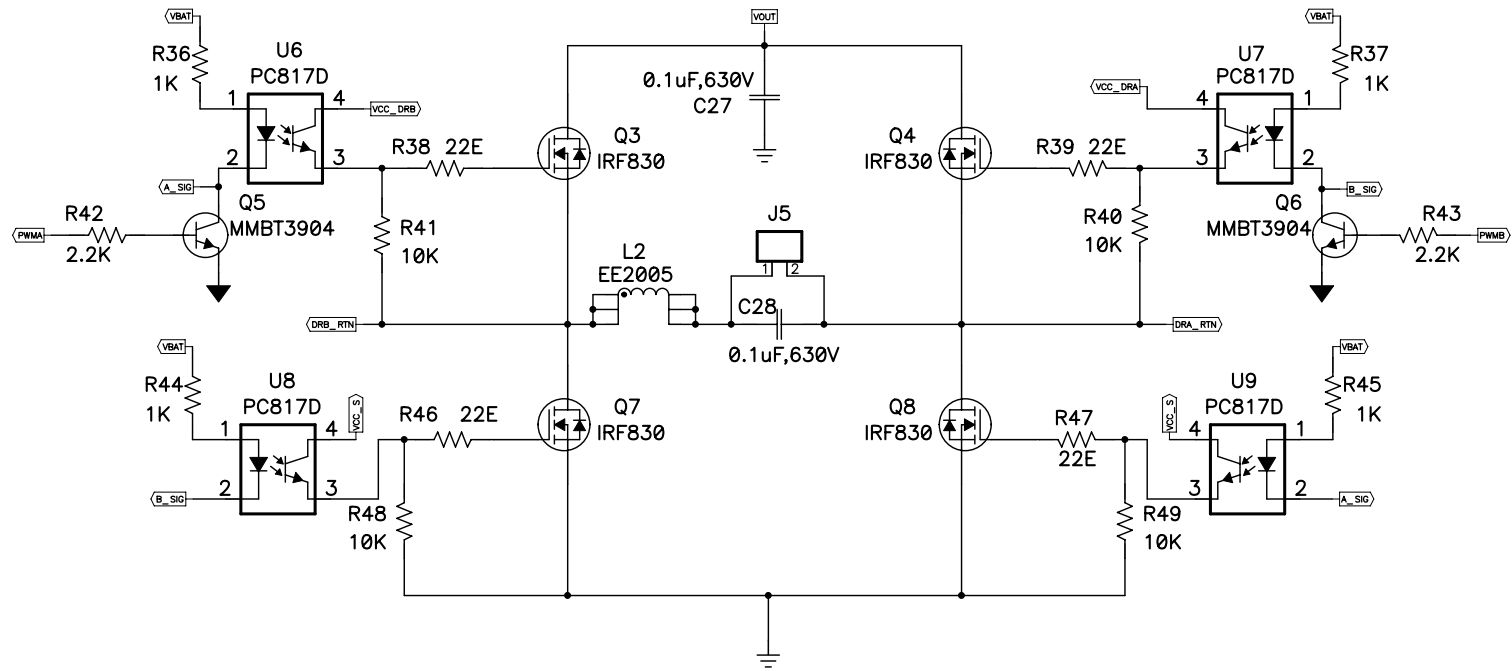 VBAT
VOUT
VBAT
R36
1K
U6
PC817D
1
4
VCC_DRB
2
3
A_SIG
R38 22E
Q3
IRF830
0.1uF,630V
C27
Q4
IRF830
R39 22E
VCC_DRA
U7
PC817D
4
1
3
2
R37
1K
B_SIG
R42
2.2K
PWMA
Q5
MMBT3904
R41
10K
L2
EE2005
J5
1 2
C28
0.1uF,630V
R40
10K
Q6
MMBT3904
R43
2.2K
PWMB
DRB_RTN
DRA_RTN
VBAT
R44
1K
U8
PC817D
1
4
VCC_S
2
3
B_SIG
R46 22E
Q7
IRF830
Q8
IRF830
R47
22E
VCC_S
U9
PC817D
4
1
3
2
VBAT
R45
1K
A_SIG
R48
10K
R49
10K